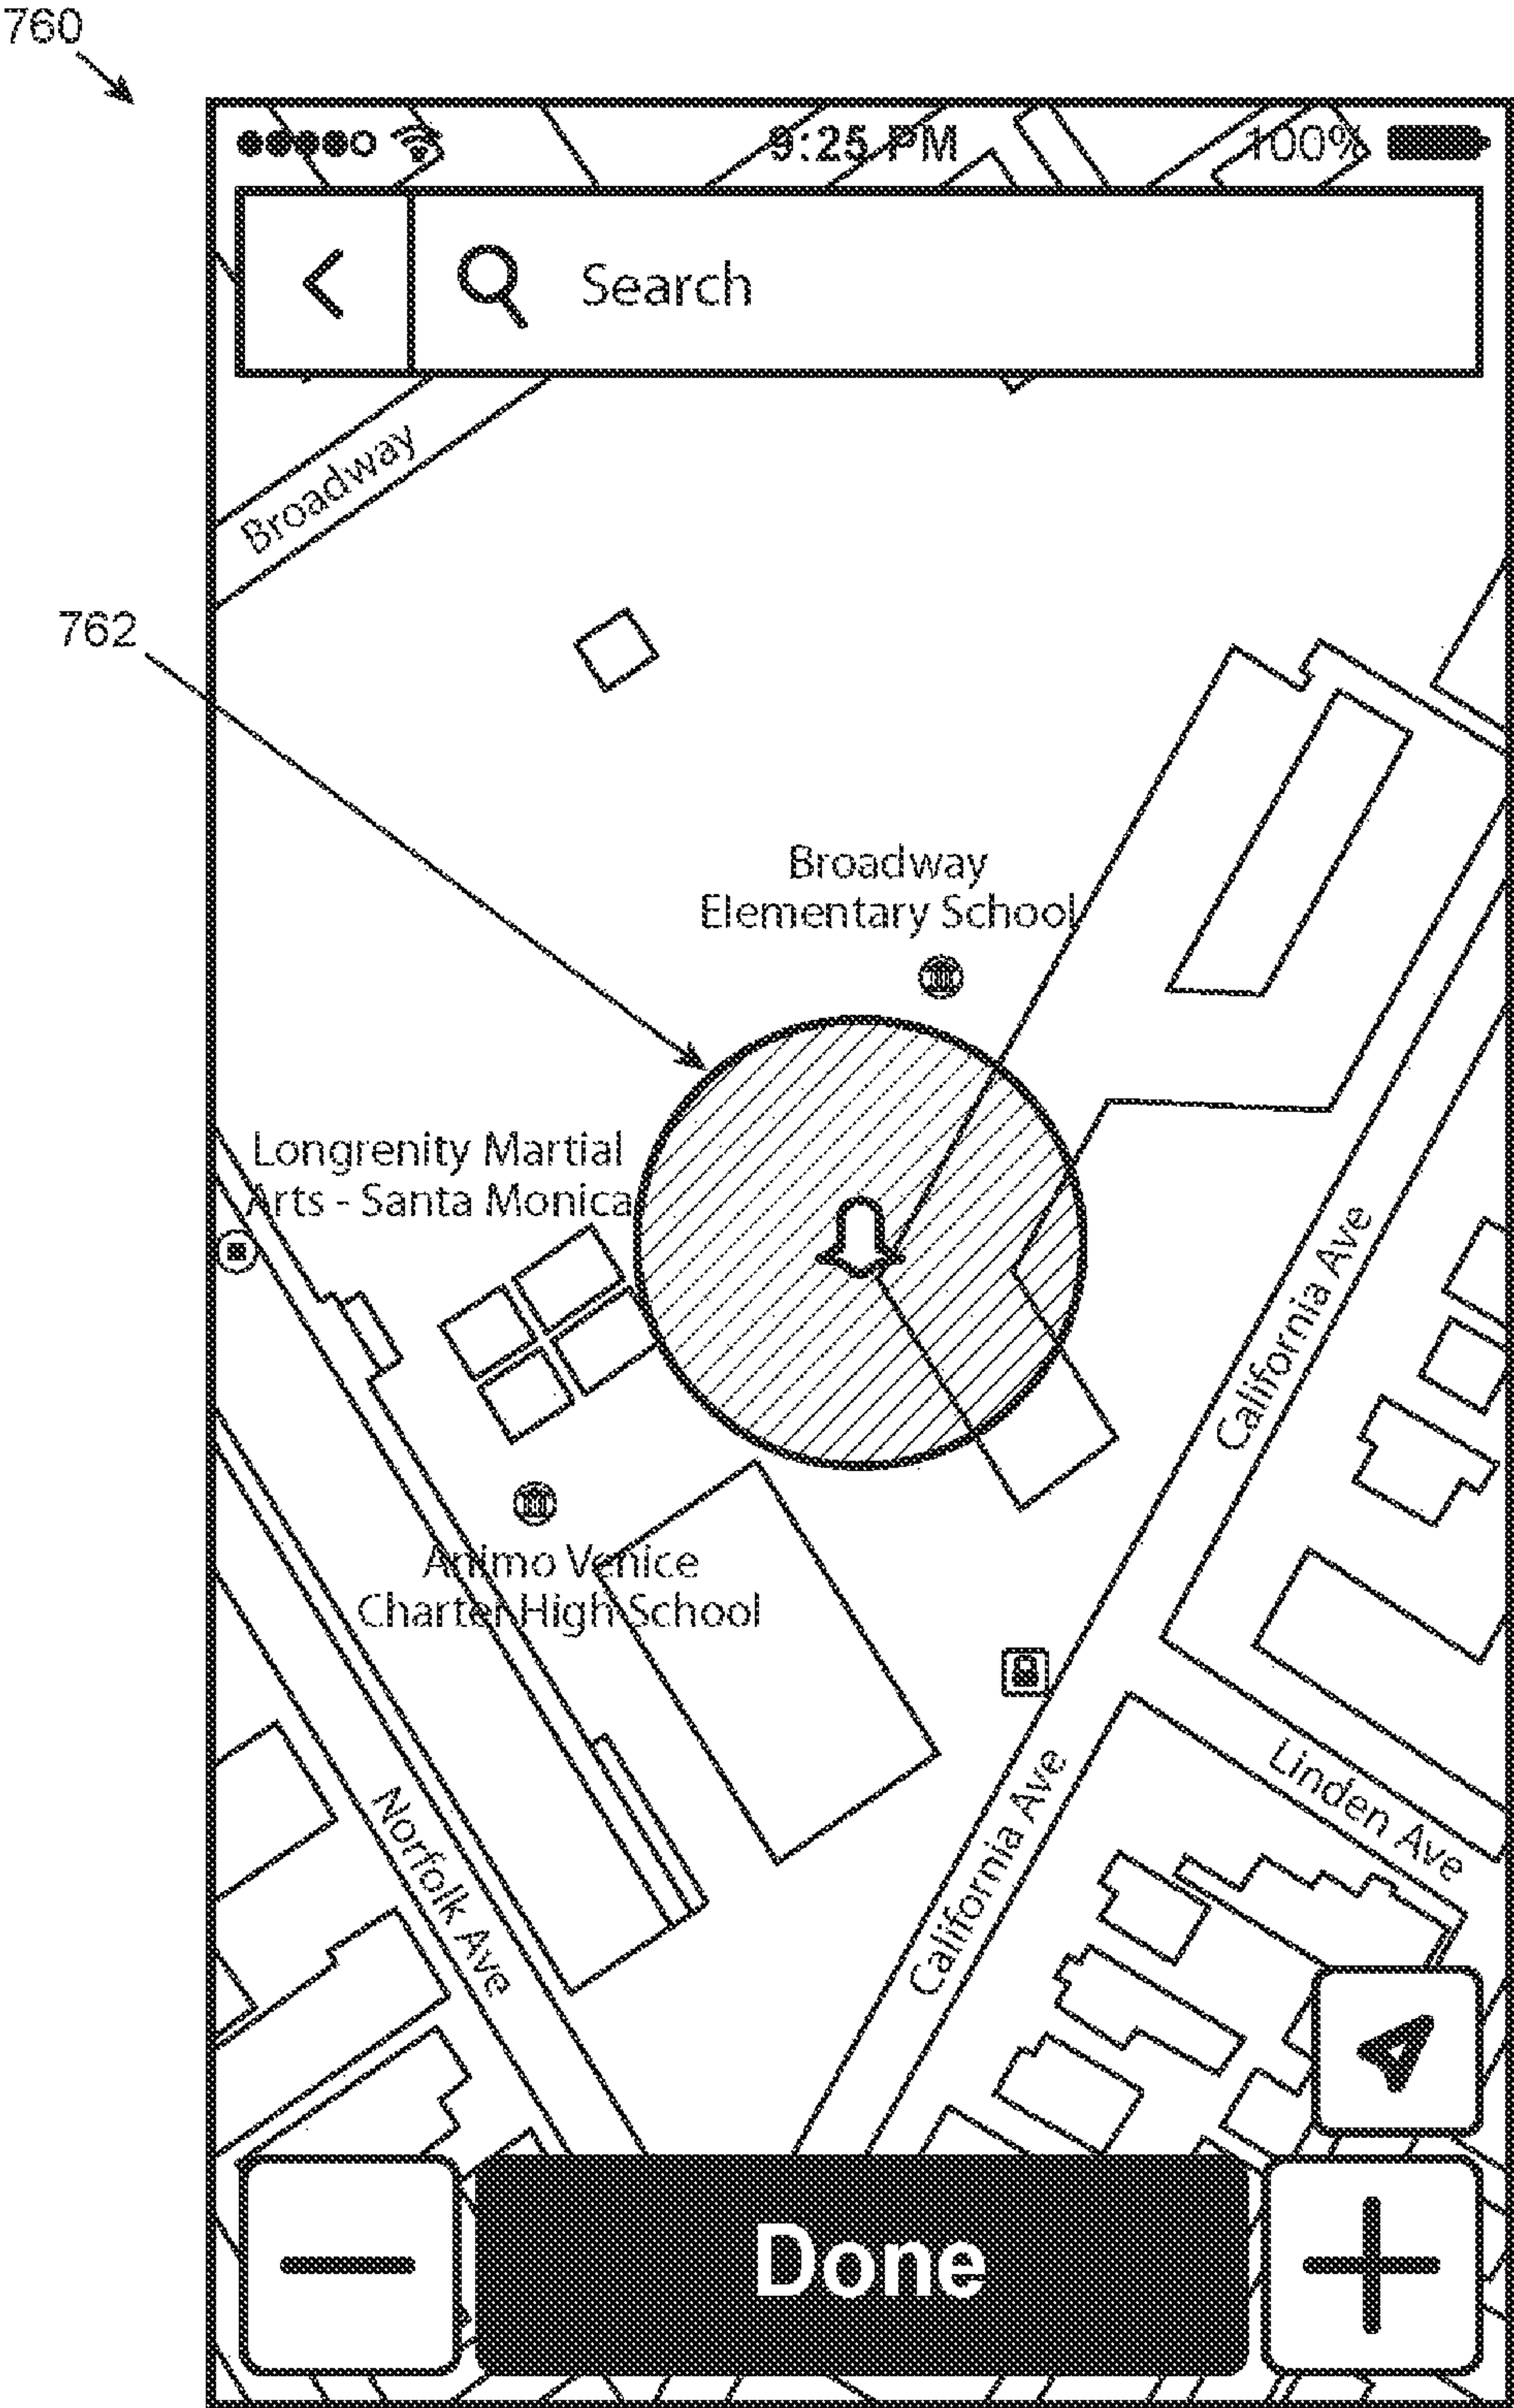 760
9:25 PM
100%
Search
Broadway
762
Broadway
Elementary School
Longrenity Martial
Arts - Santa Monica
California Ave
Animo Venice
Charter High School
Linden Ave
Norfolk Ave
California Ave
Done